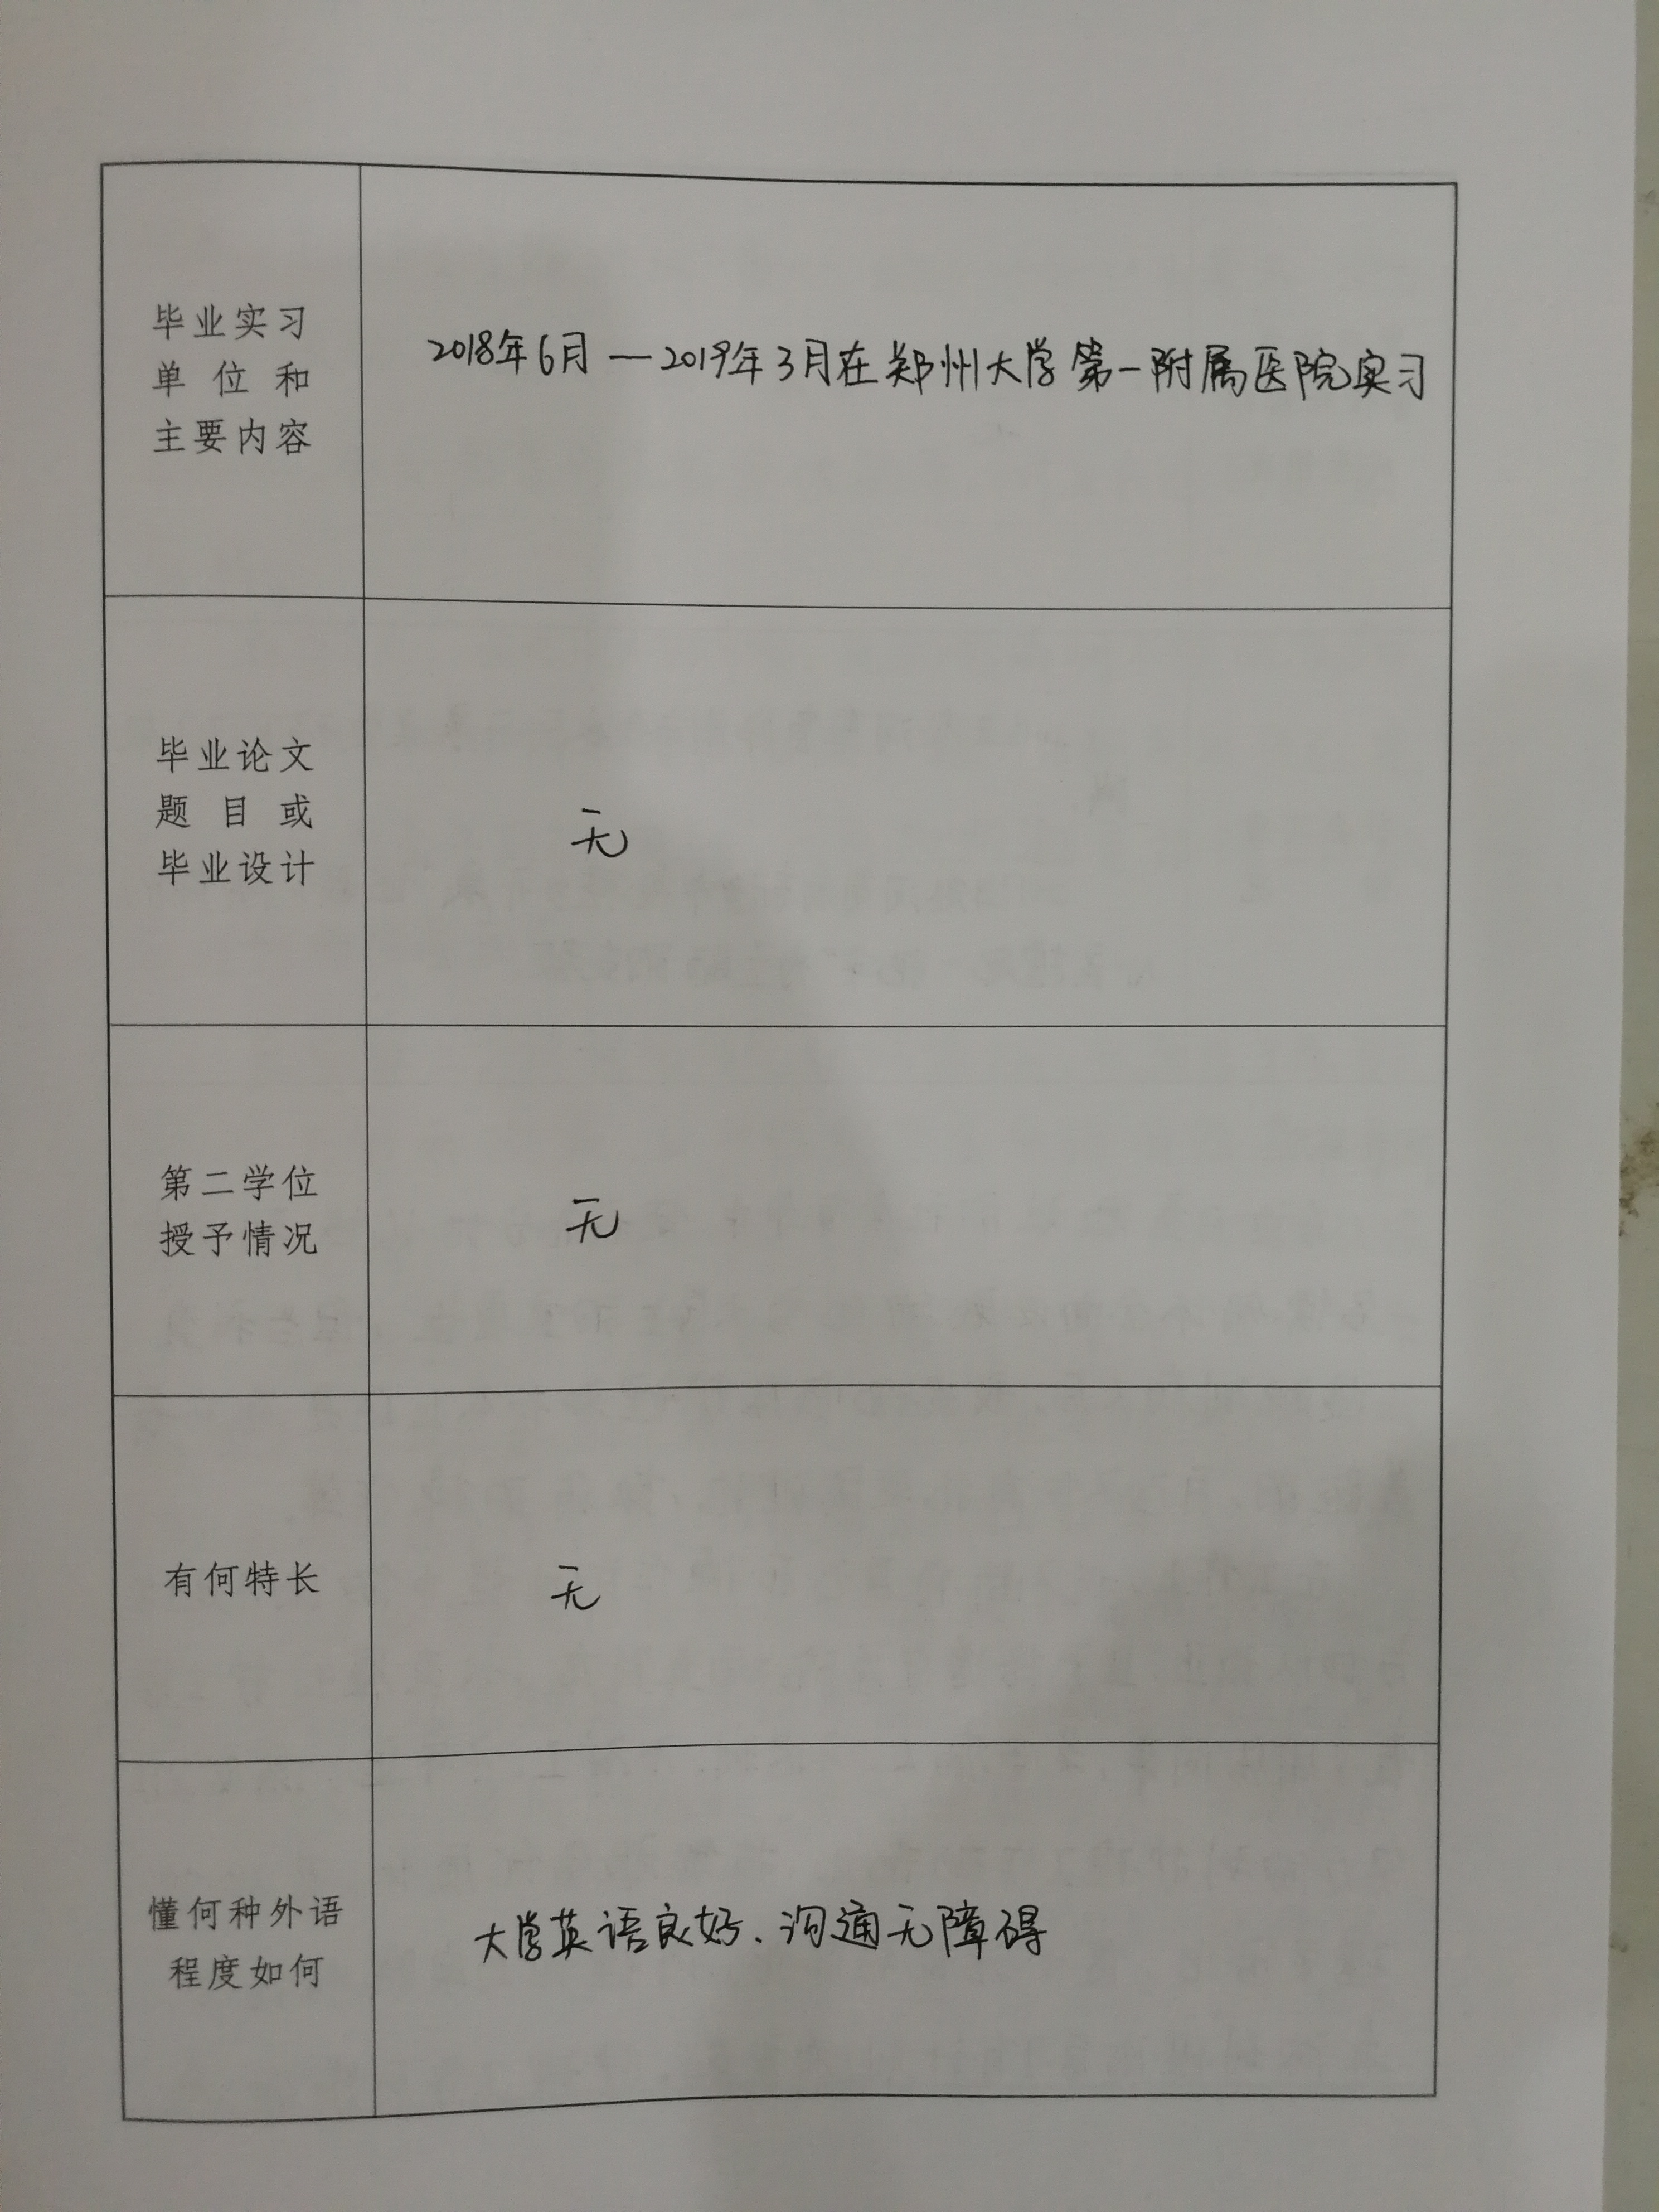 毕业实习
单位和
主要内容
2018年6月—2019年3月在郑州大学第一附属医院实习
毕业论文
题目或
毕业设计
无
第二学位
授予情况
无
有何特长
无
懂何种外语
程度如何
大学英语良好、沟通无障碍